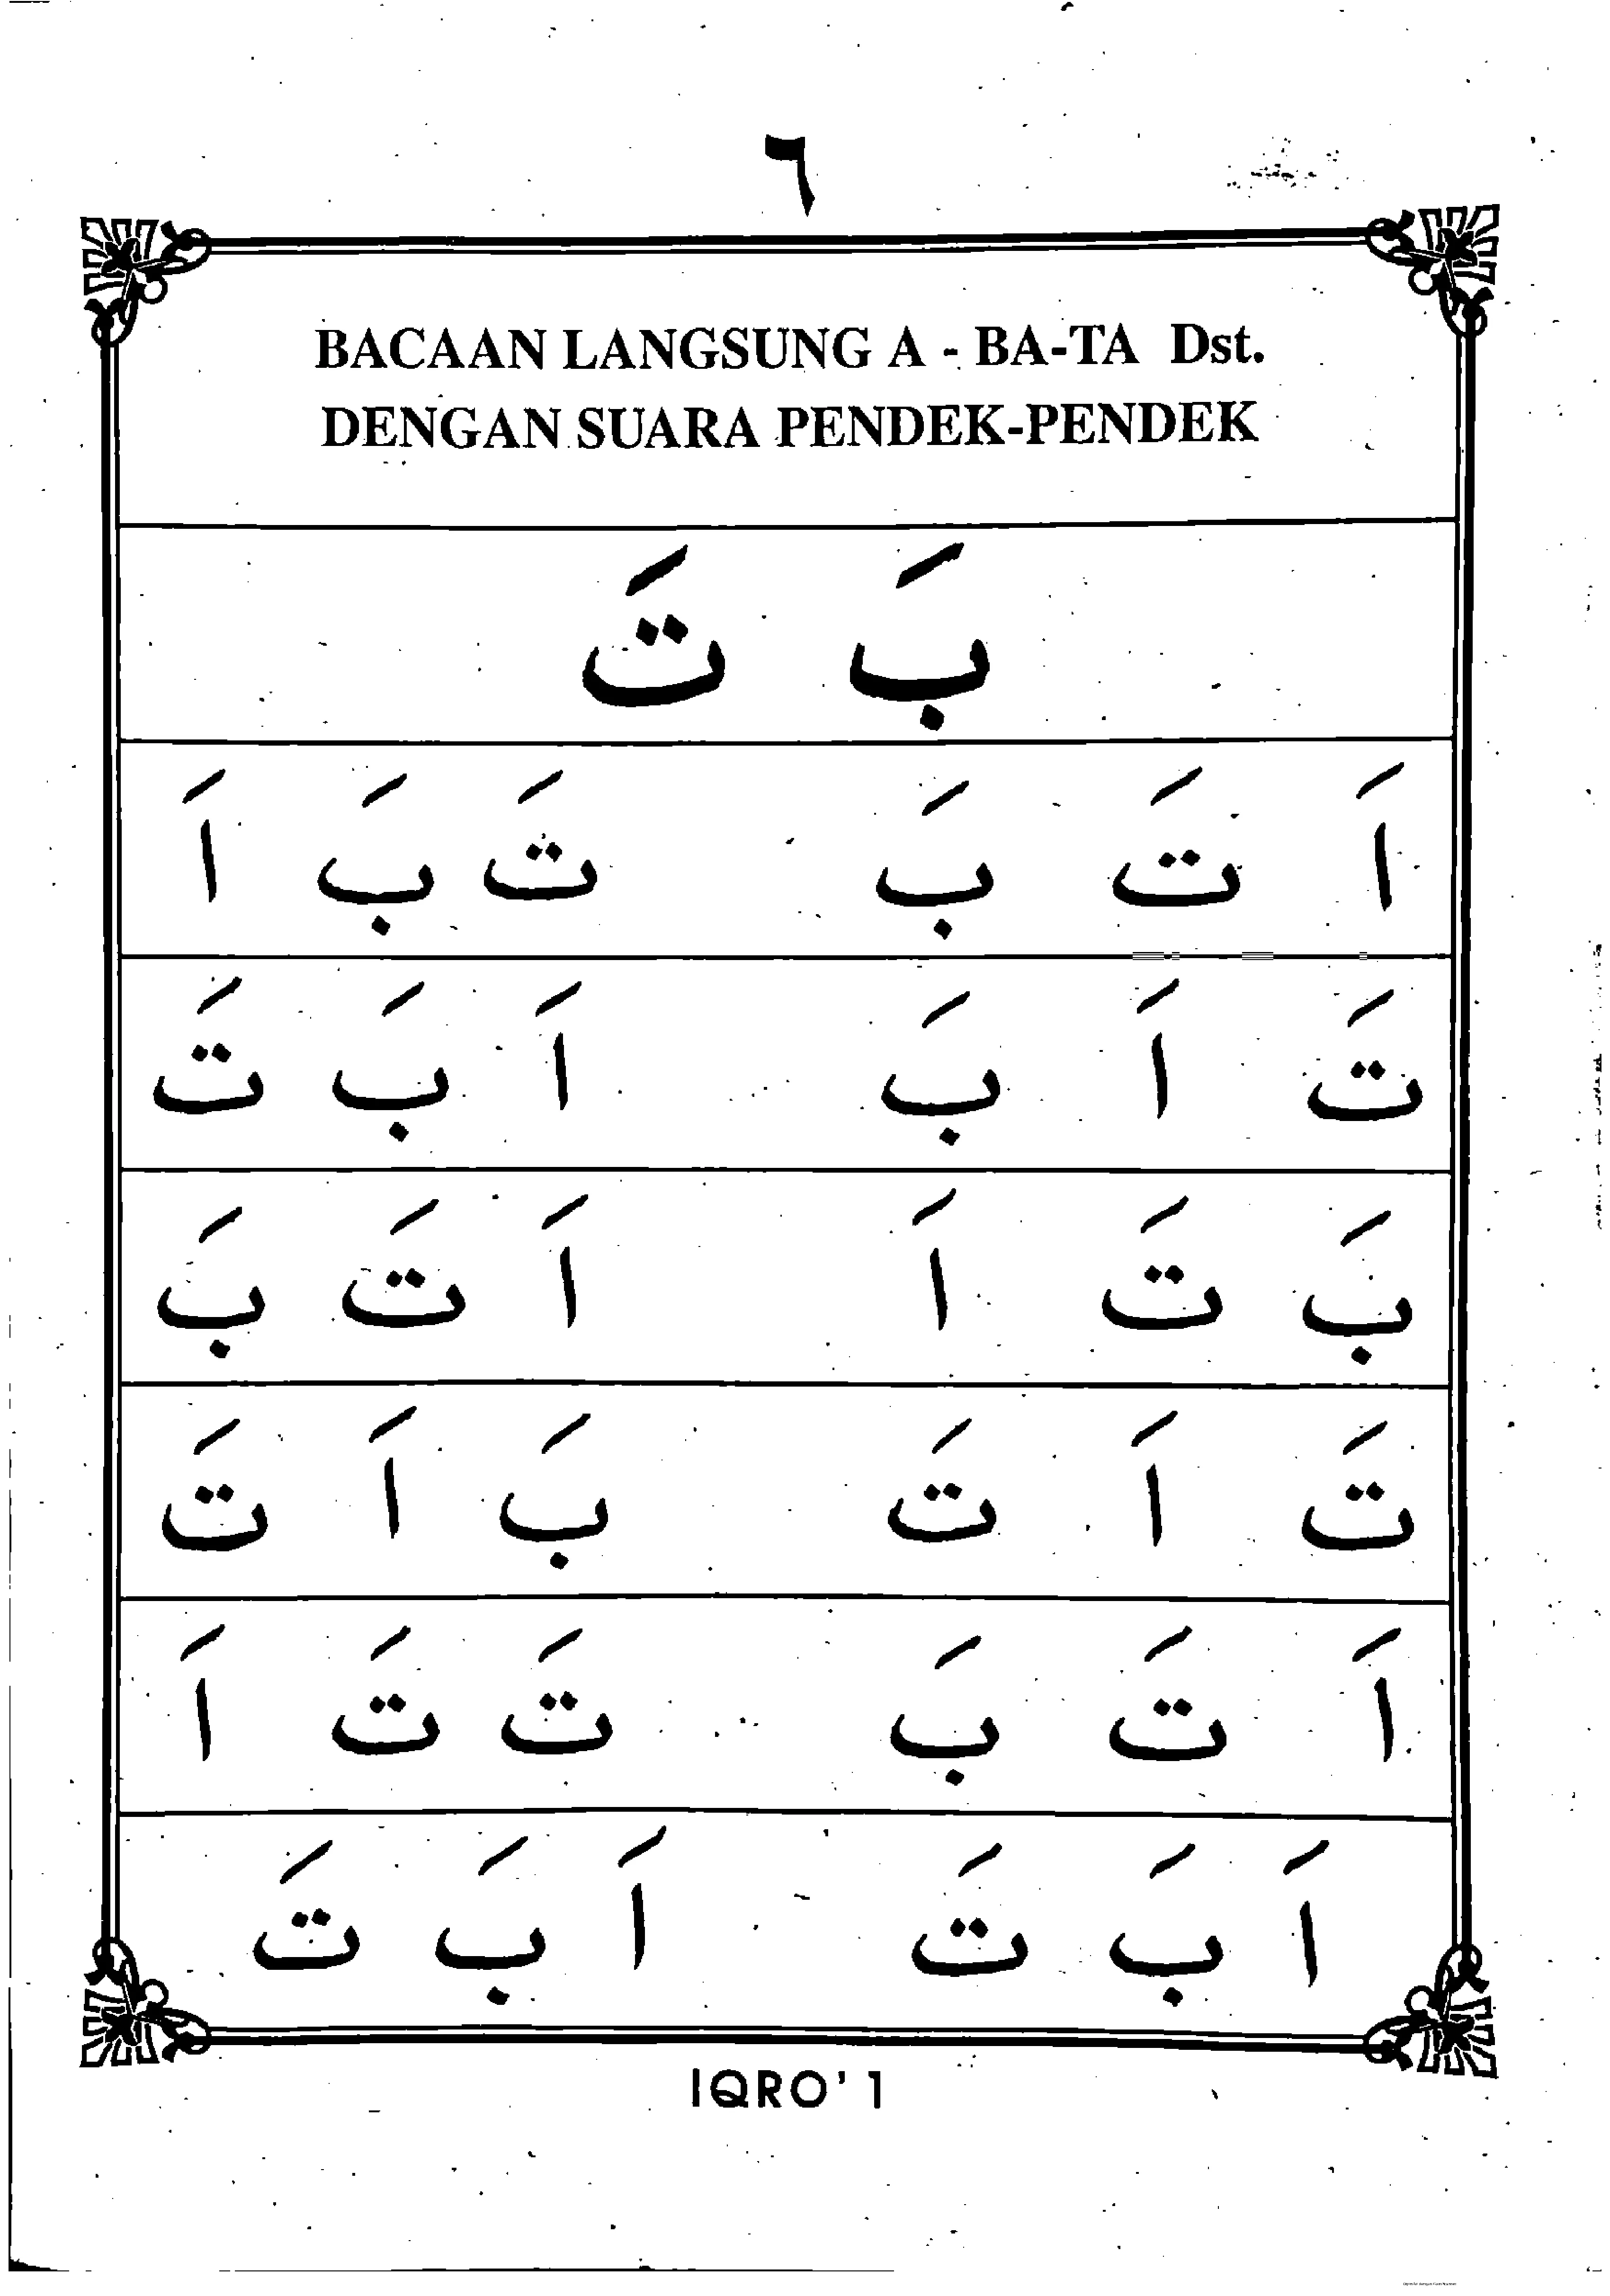 ٦
BACAAN LANGSUNG A - BA-TA Dst.
DENGAN SUARA PENDEK-PENDEK
بَ تَ
اَ تَ بَ تَ بَ اَ
تَ اَ بَ اَ بَ تَ
بَ تَ اَ اَ تَ بَ
تَ اَ تَ بَ اَ تَ
اَ تَ بَ تَ تَ اَ
اَ بَ تَ اَ بَ تَ
IQRO' 1